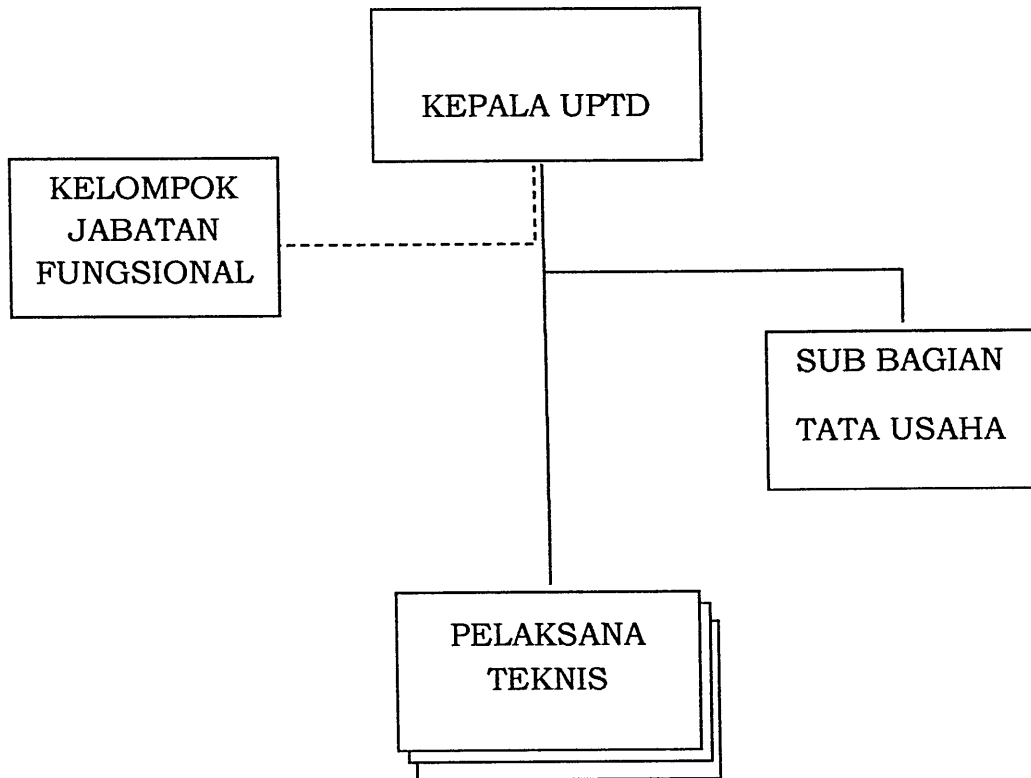 KEPALA UPTD
KELOMPOK
JABATAN
FUNGSIONAL
SUB BAGIAN
TATA USAHA
PELAKSANA
TEKNIS